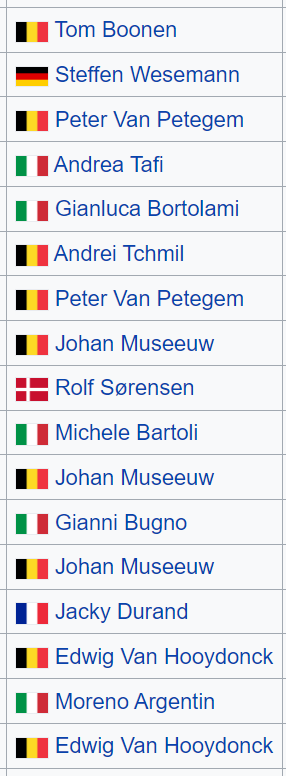 Tom Boonen
Steffen Wesemann
Peter Van Petegem
Andrea Tafi
Gianluca Bortolami
Andrei Tchmil
Peter Van Petegem
Johan Museeuw
Rolf Sørensen
Michele Bartoli
Johan Museeuw
Gianni Bugno
Johan Museeuw
Jacky Durand
Edwig Van Hooydonck
Moreno Argentin
Edwig Van Hooydonck